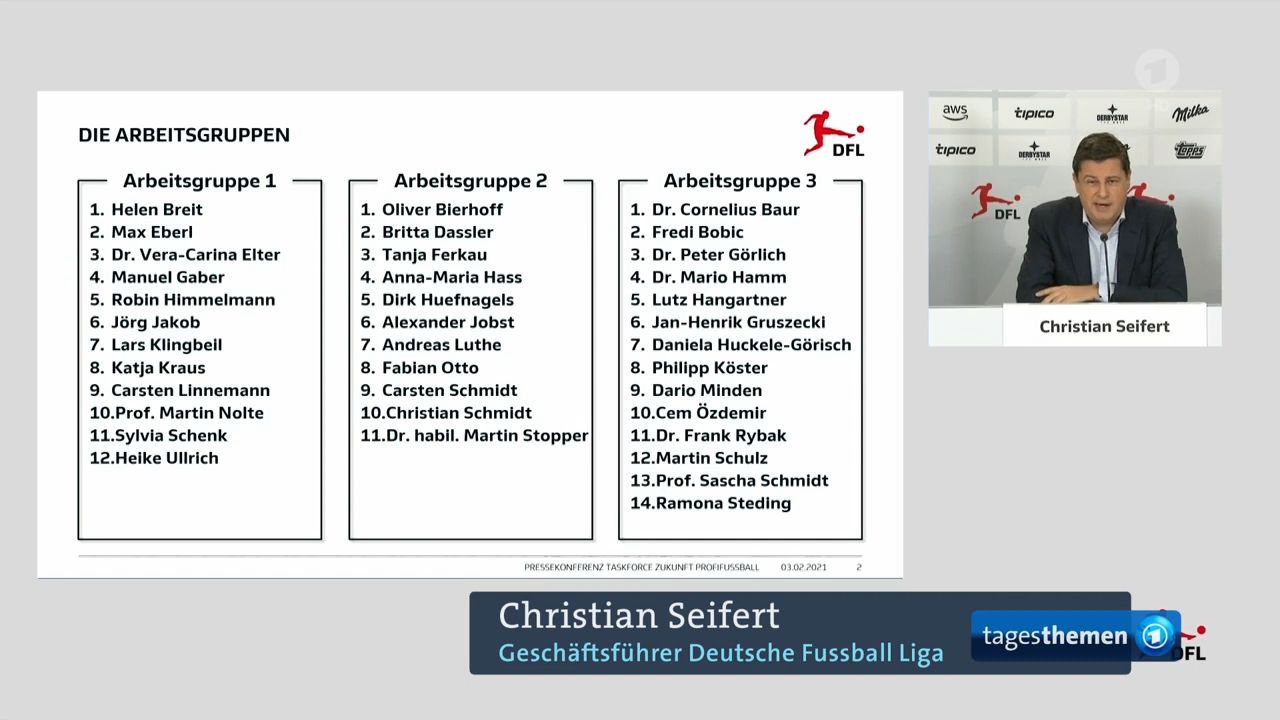 DIE ARBEITSGRUPPEN
DFL
Arbeitsgruppe 1
1. Helen Breit
2. Max Eberl
3. Dr. Vera-Carina Elter
4. Manuel Gaber
5. Robin Himmelmann
6. Jörg Jakob
7. Lars Klingbeil
8. Katja Kraus
9. Carsten Linnemann
10.Prof. Martin Nolte
11.Sylvia Schenk
12.Heike Ullrich
Arbeitsgruppe 2
1. Oliver Bierhoff
2. Britta Dassler
3. Tanja Ferkau
4. Anna-Maria Hass
5. Dirk Huefnagels
6. Alexander Jobst
7. Andreas Luthe
8. Fabian Otto
9. Carsten Schmidt
10.Christian Schmidt
11.Dr. habil. Martin Stopper
Arbeitsgruppe 3
1. Dr. Cornelius Baur
2. Fredi Bobic
3. Dr. Peter Görlich
4. Dr. Mario Hamm
5. Lutz Hangartner
6. Jan-Henrik Gruszecki
7. Daniela Huckele-Görisch
8. Philipp Köster
9. Dario Minden
10.Cem Özdemir
11.Dr. Frank Rybak
12.Martin Schulz
13.Prof. Sascha Schmidt
14.Ramona Steding
PRESSEKONFERENZ TASKFORCE ZUKUNFT PROFIFUSSBALL 03.02.2021 2
1
aws tipico DERBYSTAR Milka
tipico DERBYSTAR Topps
DFL
Christian Seifert
Christian Seifert
Geschäftsführer Deutsche Fussball Liga
tagesthemen 1
DFL